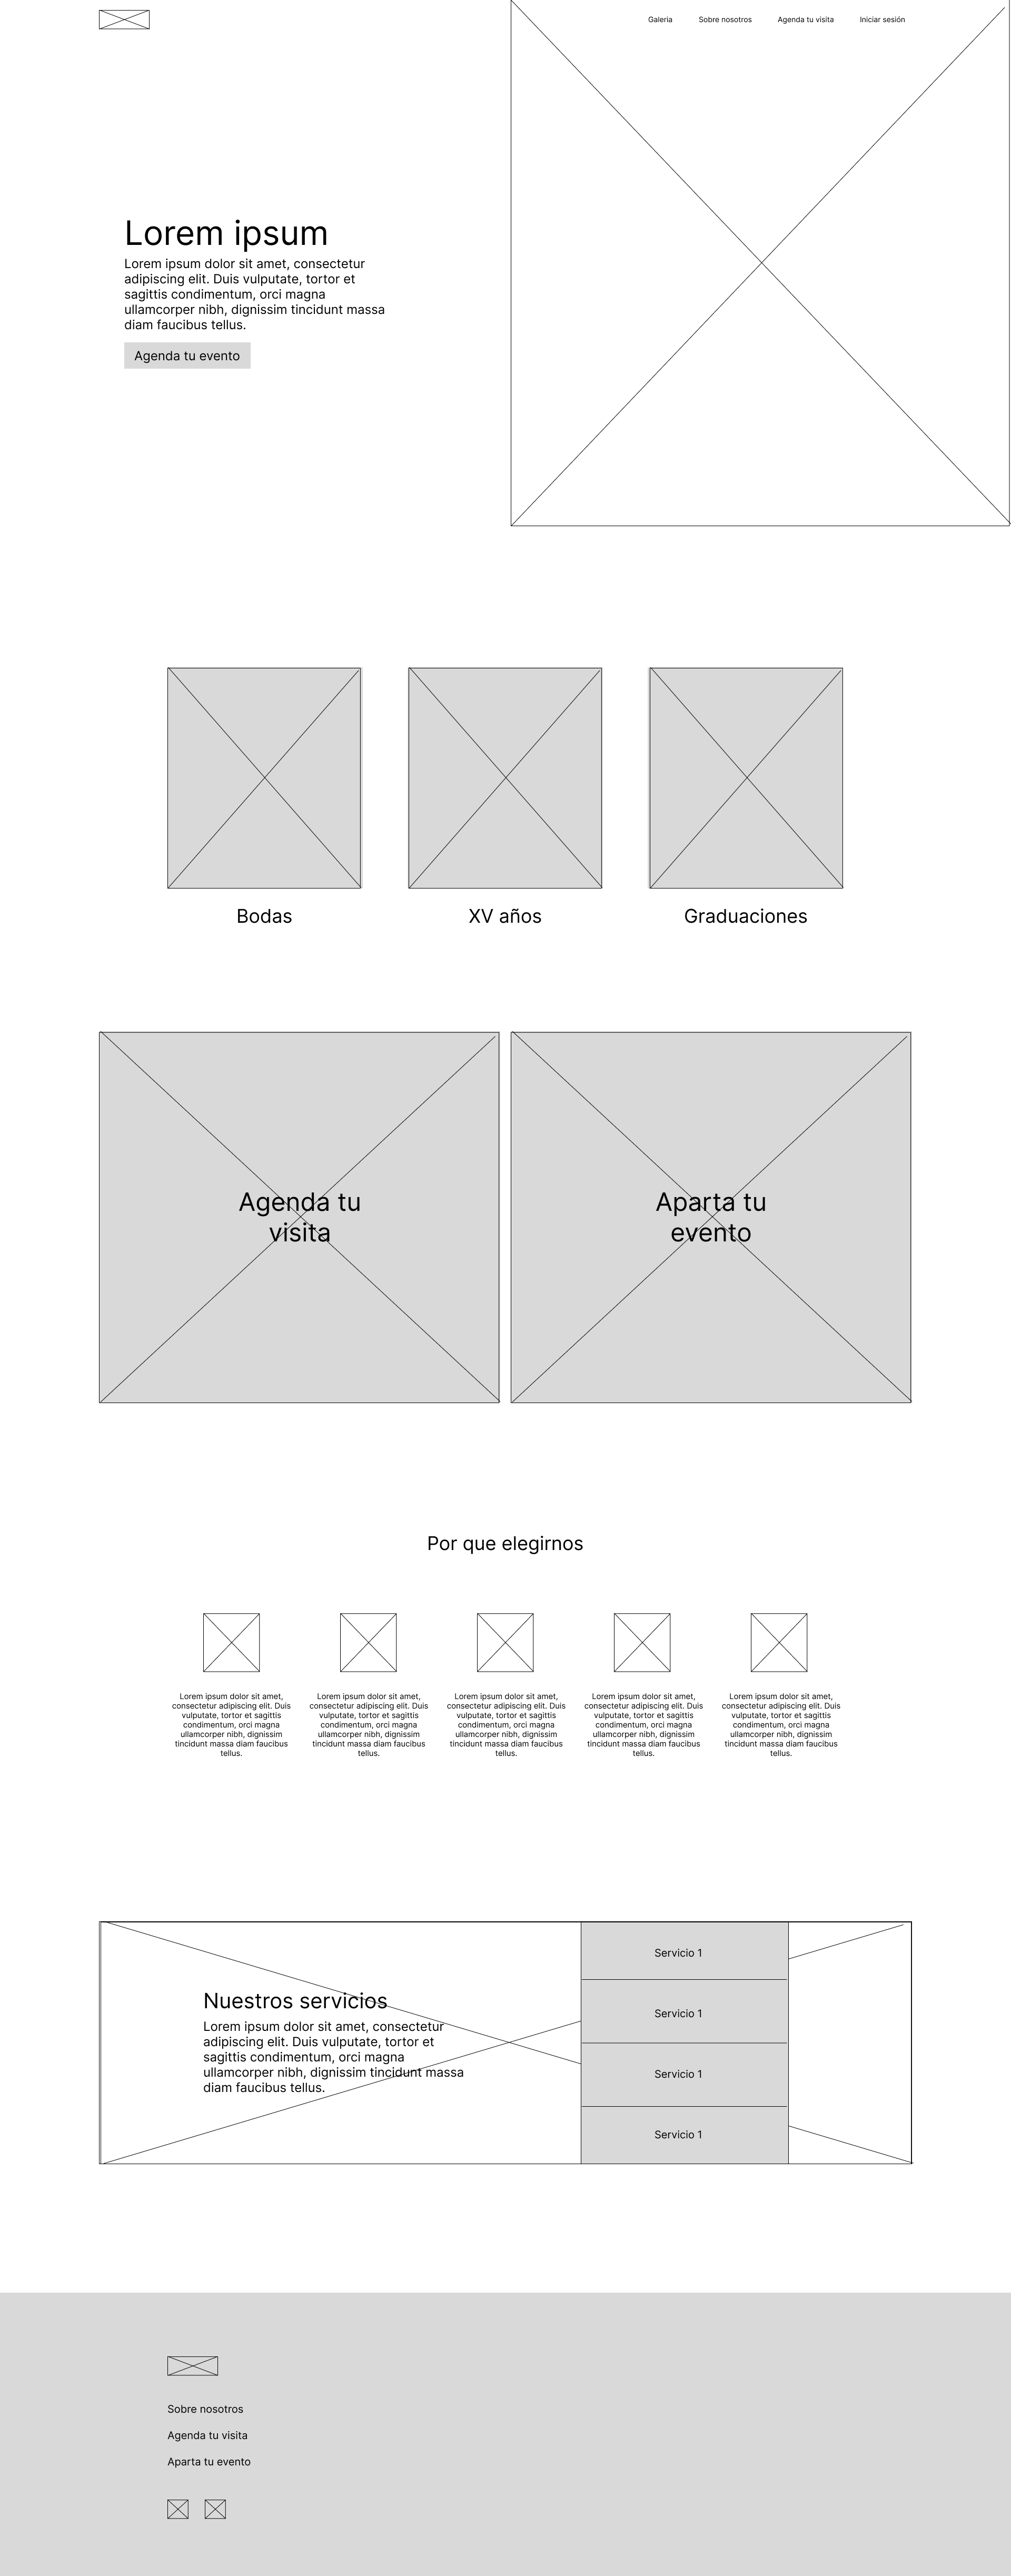 Galeria
Sobre nosotros
Agenda tu visita
Iniciar sesión
Lorem ipsum
Lorem ipsum dolor sit amet, consectetur
adipiscing elit. Duis vulputate, tortor et
sagittis condimentum, orci magna
ullamcorper nibh, dignissim tincidunt massa
diam faucibus tellus.
Agenda tu evento
Bodas
XV años
Graduaciones
Agenda tu
visita
Aparta tu
evento
Por que elegirnos
Lorem ipsum dolor sit amet,
consectetur adipiscing elit. Duis
vulputate, tortor et sagittis
condimentum, orci magna
ullamcorper nibh, dignissim
tincidunt massa diam faucibus
tellus.
Lorem ipsum dolor sit amet,
consectetur adipiscing elit. Duis
vulputate, tortor et sagittis
condimentum, orci magna
ullamcorper nibh, dignissim
tincidunt massa diam faucibus
tellus.
Lorem ipsum dolor sit amet,
consectetur adipiscing elit. Duis
vulputate, tortor et sagittis
condimentum, orci magna
ullamcorper nibh, dignissim
tincidunt massa diam faucibus
tellus.
Lorem ipsum dolor sit amet,
consectetur adipiscing elit. Duis
vulputate, tortor et sagittis
condimentum, orci magna
ullamcorper nibh, dignissim
tincidunt massa diam faucibus
tellus.
Lorem ipsum dolor sit amet,
consectetur adipiscing elit. Duis
vulputate, tortor et sagittis
condimentum, orci magna
ullamcorper nibh, dignissim
tincidunt massa diam faucibus
tellus.
Nuestros servicios
Lorem ipsum dolor sit amet, consectetur
adipiscing elit. Duis vulputate, tortor et
sagittis condimentum, orci magna
ullamcorper nibh, dignissim tincidunt massa
diam faucibus tellus.
Servicio 1
Servicio 1
Servicio 1
Servicio 1
Sobre nosotros
Agenda tu visita
Aparta tu evento